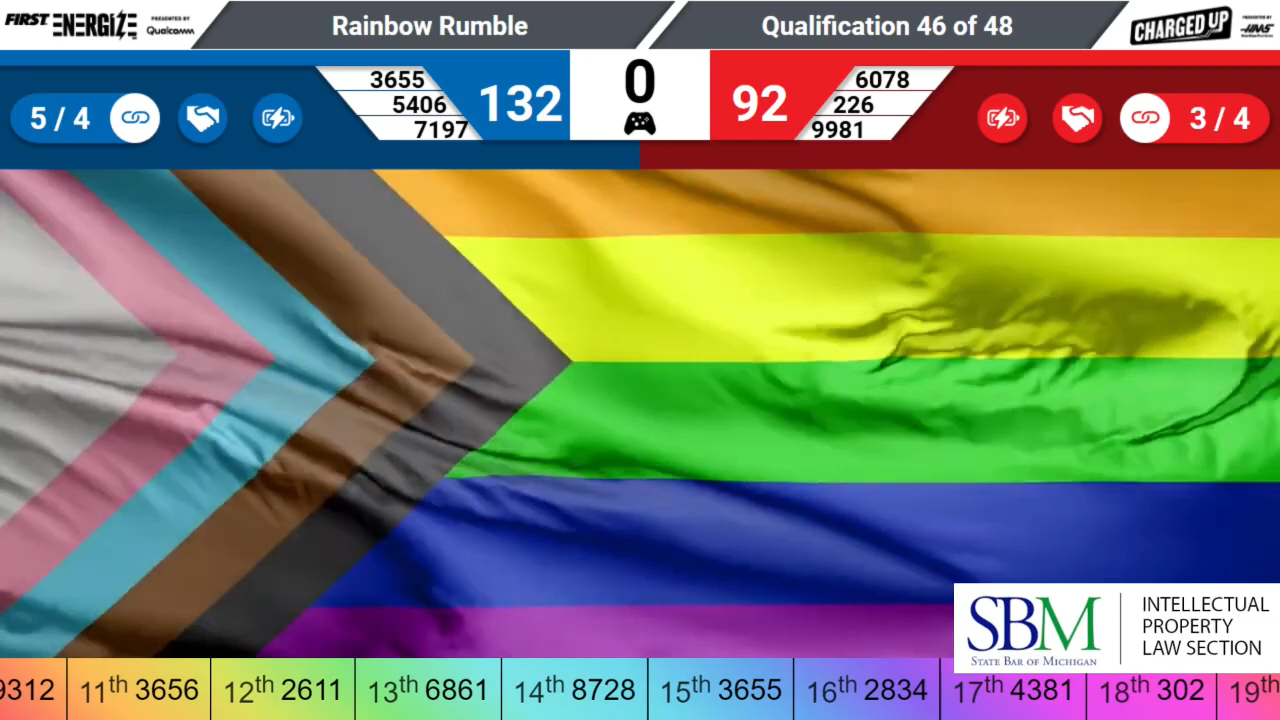 FIRST ENERGIZE PRESENTED BY Qualcomm
Rainbow Rumble
Qualification 46 of 48
CHARGED UP PRESENTED BY HAAS
5 / 4
3655
5406
7197
132
0
92
6078
226
9981
3 / 4
SBM
STATE BAR OF MICHIGAN
INTELLECTUAL
PROPERTY
LAW SECTION
9312 11th 3656 12th 2611 13th 6861 14th 8728 15th 3655 16th 2834 17th 4381 18th 302 19th